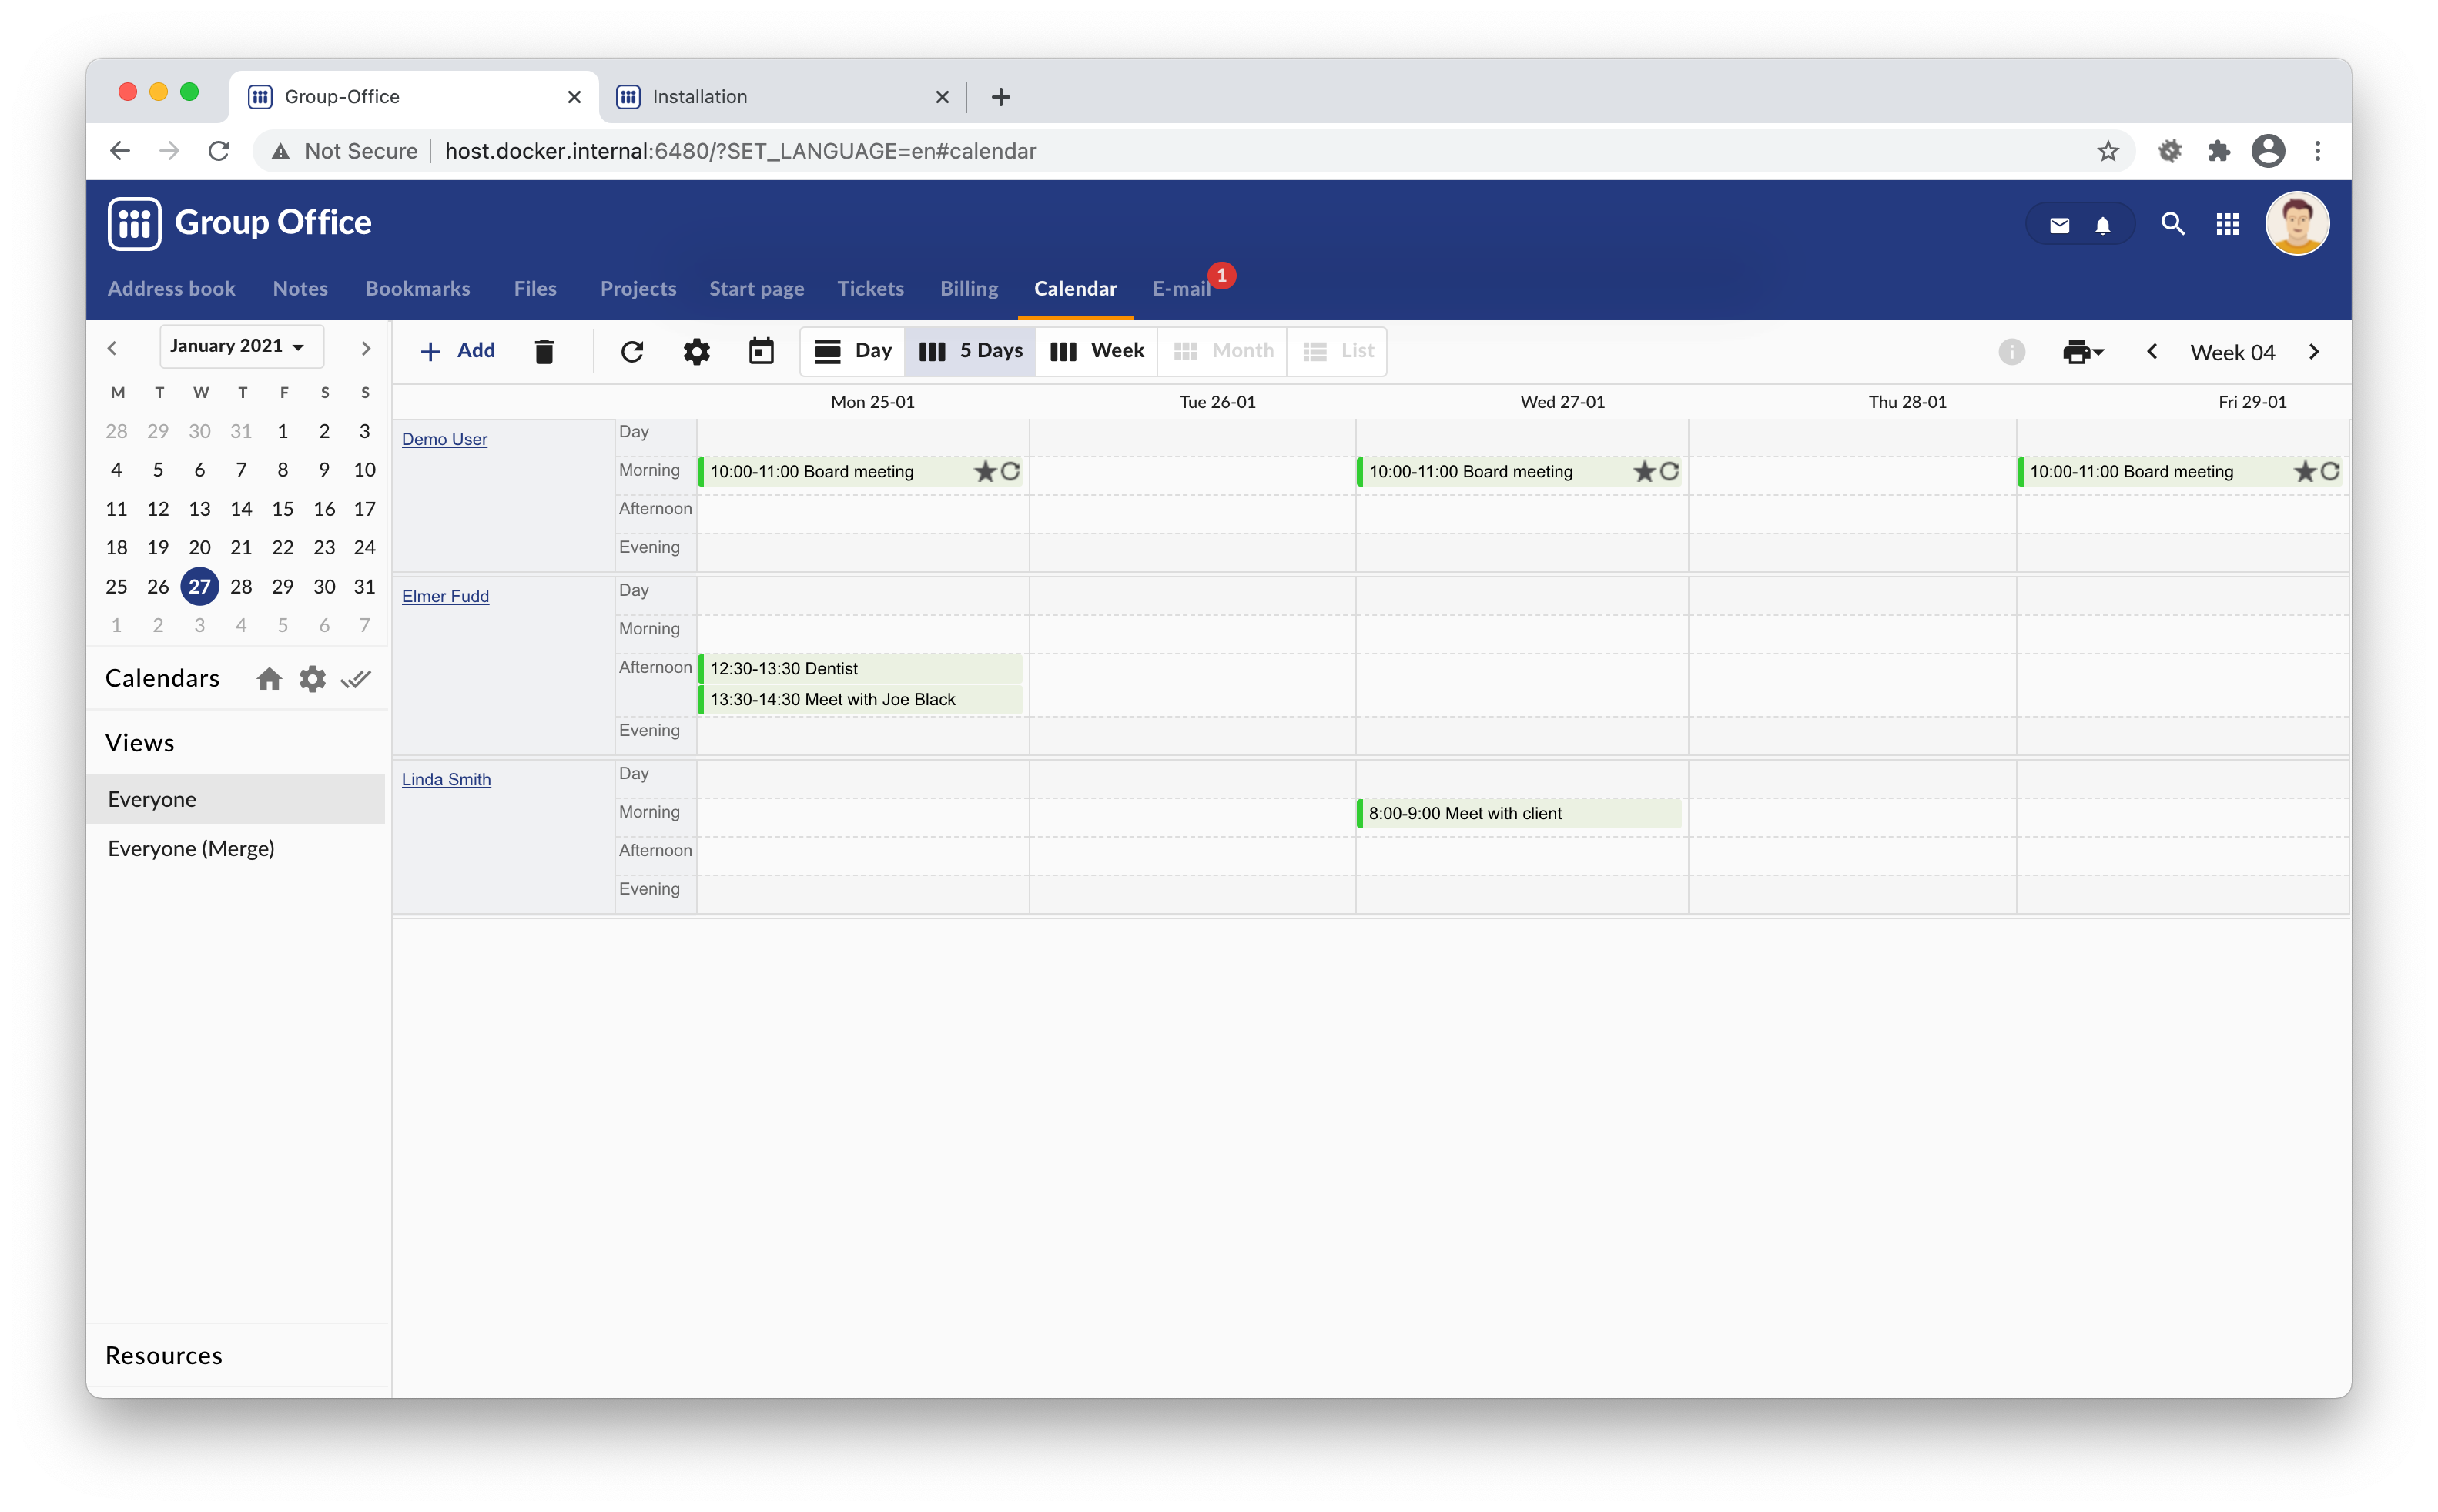 Group-Office
Installation
Not Secure
host.docker.internal:6480/?SET_LANGUAGE=en#calendar
Group Office
Address book Notes Bookmarks Files Projects Start page Tickets Billing Calendar E-mail 1
January 2021
Add Day 5 Days Week Month List Week 04
M T W T F S S
28 29 30 31 1 2 3
4 5 6 7 8 9 10
11 12 13 14 15 16 17
18 19 20 21 22 23 24
25 26 27 28 29 30 31
1 2 3 4 5 6 7
Calendars
Views
Everyone
Everyone (Merge)
Resources
Mon 25-01 Tue 26-01 Wed 27-01 Thu 28-01 Fri 29-01
Demo User
Day
Morning 10:00-11:00 Board meeting 10:00-11:00 Board meeting 10:00-11:00 Board meeting
Afternoon
Evening
Elmer Fudd
Day
Morning
Afternoon 12:30-13:30 Dentist
13:30-14:30 Meet with Joe Black
Evening
Linda Smith
Day
Morning 8:00-9:00 Meet with client
Afternoon
Evening